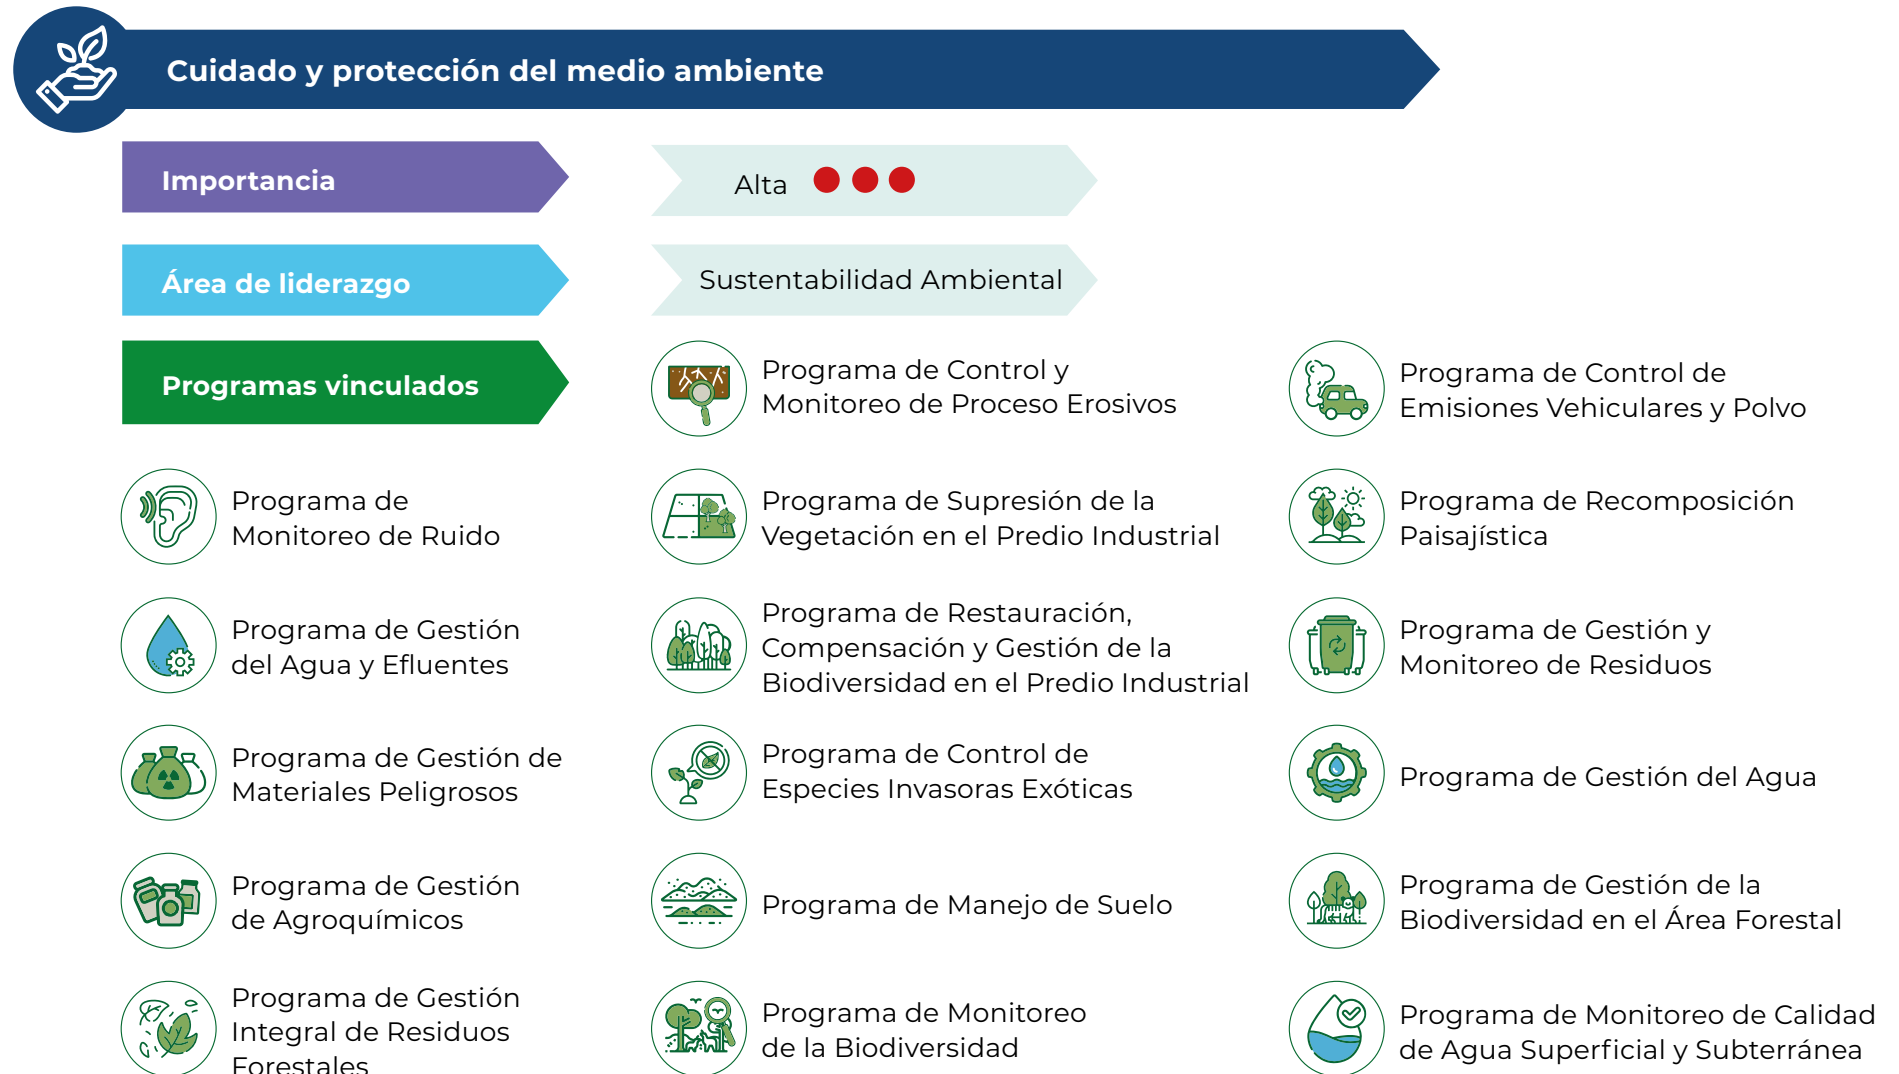 Cuidado y protección del medio ambiente
Importancia
Alta
Área de liderazgo
Sustentabilidad Ambiental
Programas vinculados
Programa de Control y
Monitoreo de Proceso Erosivos
Programa de Control de
Emisiones Vehiculares y Polvo
Programa de
Monitoreo de Ruido
Programa de Supresión de la
Vegetación en el Predio Industrial
Programa de Recomposición
Paisajística
Programa de Gestión
del Agua y Efluentes
Programa de Restauración,
Compensación y Gestión de la
Biodiversidad en el Predio Industrial
Programa de Gestión y
Monitoreo de Residuos
Programa de Gestión de
Materiales Peligrosos
Programa de Control de
Especies Invasoras Exóticas
Programa de Gestión del Agua
Programa de Gestión
de Agroquímicos
Programa de Manejo de Suelo
Programa de Gestión de la
Biodiversidad en el Área Forestal
Programa de Gestión
Integral de Residuos
Forestales
Programa de Monitoreo
de la Biodiversidad
Programa de Monitoreo de Calidad
de Agua Superficial y Subterránea